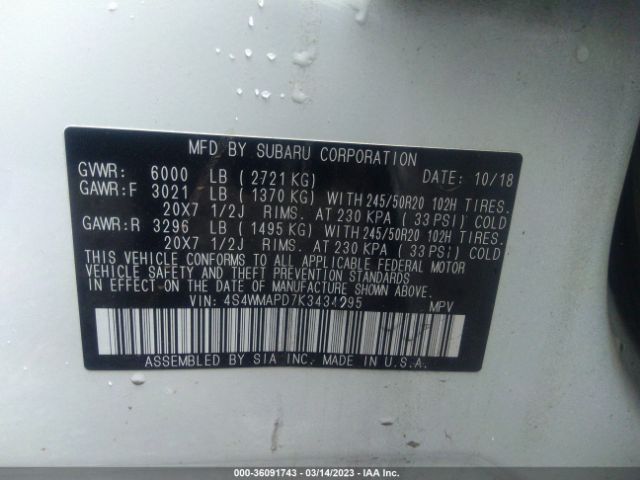 MFD BY SUBARU CORPORATION
GVWR: 6000 LB ( 2721 KG) DATE: 10/18
GAWR:F 3021 LB ( 1370 KG) WITH 245/50R20 102H TIRES.
20X7 1/2J RIMS. AT 230 KPA ( 33 PSI) COLD
GAWR:R 3296 LB ( 1495 KG) WITH 245/50R20 102H TIRES.
20X7 1/2J RIMS. AT 230 KPA ( 33 PSI) COLD
THIS VEHICLE CONFORMS TO ALL APPLICABLE FEDERAL MOTOR
VEHICLE SAFETY AND THEFT PREVENTION STANDARDS
IN EFFECT ON THE DATE OF MANUFACTURE SHOWN ABOVE.
VIN: 4S4WMAPD7K3434295 MPV
ASSEMBLED BY SIA INC. MADE IN U.S.A.
000-36091743 — 03/14/2023 — IAA Inc.